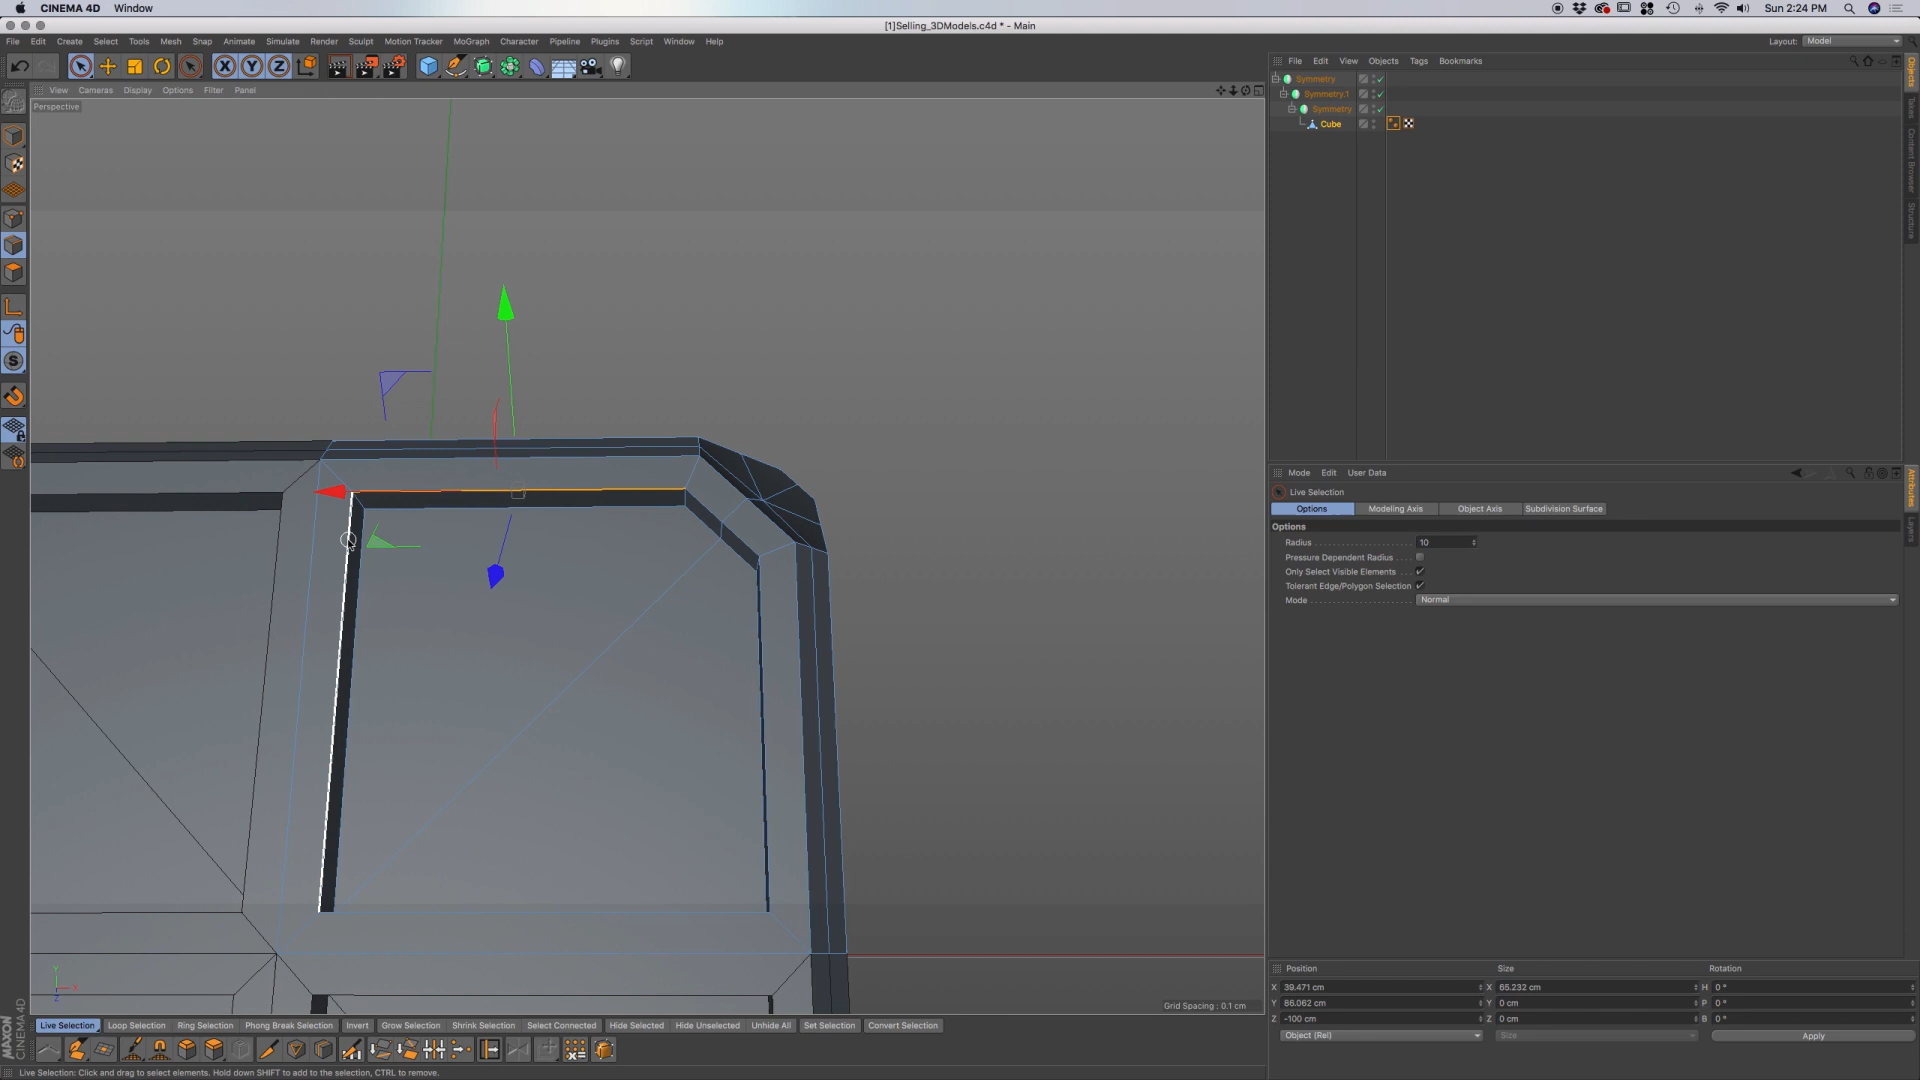 CINEMA 4D Window
Sun 2:24 PM
[1]Selling_3DModels.c4d * - Main
File Edit Create Select Tools Mesh Snap Animate Simulate Render Sculpt Motion Tracker MoGraph Character Pipeline Plugins Script Window Help
Layout: Model
X Y Z
File Edit View Objects Tags Bookmarks
View Cameras Display Options Filter Panel
Perspective
Symmetry
Symmetry.1
Symmetry
Cube
Objects
Takes
Content Browser
Structure
Mode Edit User Data
Live Selection
Options Modeling Axis Object Axis Subdivision Surface
Options
Radius 10
Pressure Dependent Radius
Only Select Visible Elements
Tolerant Edge/Polygon Selection
Mode Normal
Attributes
Layers
S
Y
X
Z
Grid Spacing : 0.1 cm
Position Size Rotation
X 39.471 cm X 65.232 cm H 0 °
Y 86.062 cm Y 0 cm P 0 °
Z -100 cm Z 0 cm B 0 °
Object (Rel) Size Apply
Live Selection Loop Selection Ring Selection Phong Break Selection Invert Grow Selection Shrink Selection Select Connected Hide Selected Hide Unselected Unhide All Set Selection Convert Selection
MAXON
CINEMA 4D
Live Selection: Click and drag to select elements. Hold down SHIFT to add to the selection, CTRL to remove.